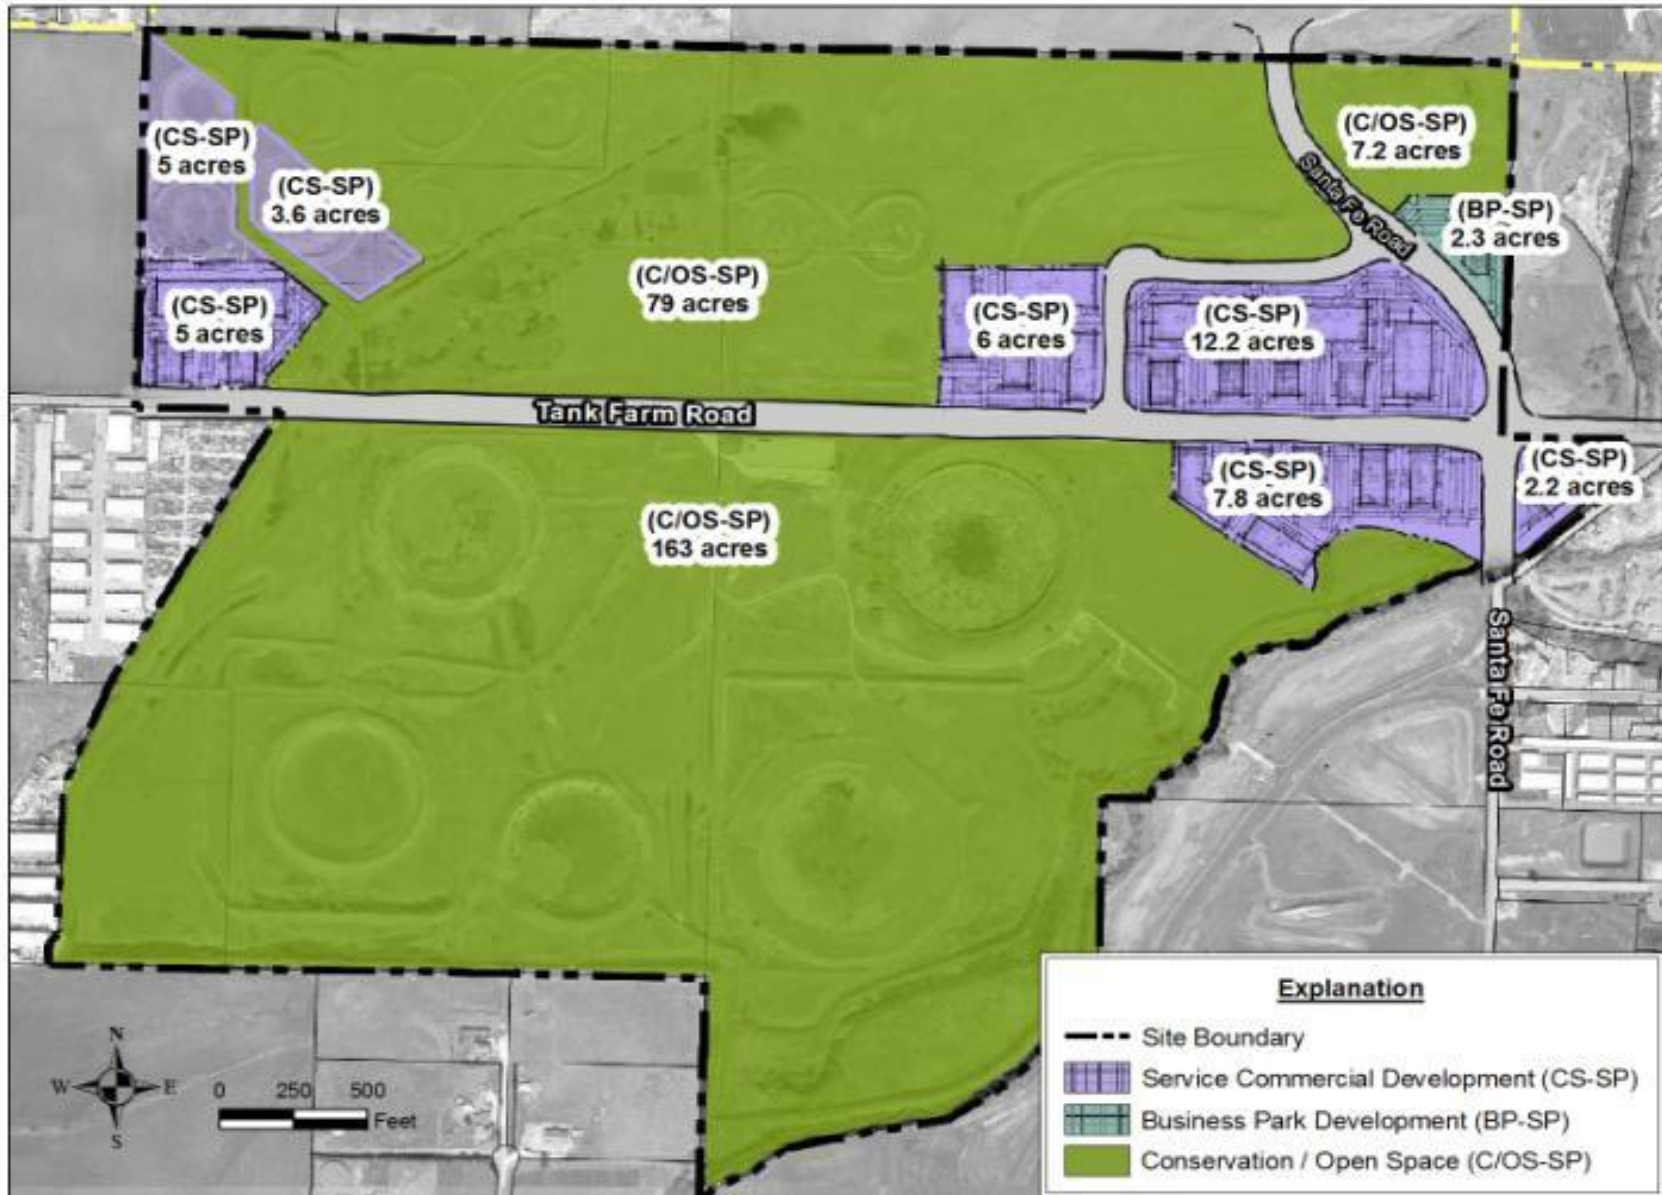 (CS-SP)
5 acres
(CS-SP)
3.6 acres
(CS-SP)
5 acres
(C/OS-SP)
79 acres
(C/OS-SP)
7.2 acres
Santa Fe Road
(BP-SP)
2.3 acres
(CS-SP)
6 acres
(CS-SP)
12.2 acres
Tank Farm Road
(CS-SP)
7.8 acres
(CS-SP)
2.2 acres
(C/OS-SP)
163 acres
Santa Fe Road
N
W E
S
0 250 500
Feet
Explanation
Site Boundary
Service Commercial Development (CS-SP)
Business Park Development (BP-SP)
Conservation / Open Space (C/OS-SP)